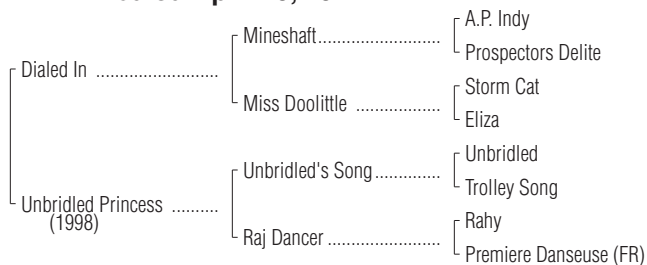 A.P. Indy
Mineshaft
Prospectors Delite
Dialed In
Storm Cat
Miss Doolittle
Eliza
Unbridled
Unbridled's Song
Trolley Song
Unbridled Princess
(1998)
Rahy
Raj Dancer
Premiere Danseuse (FR)